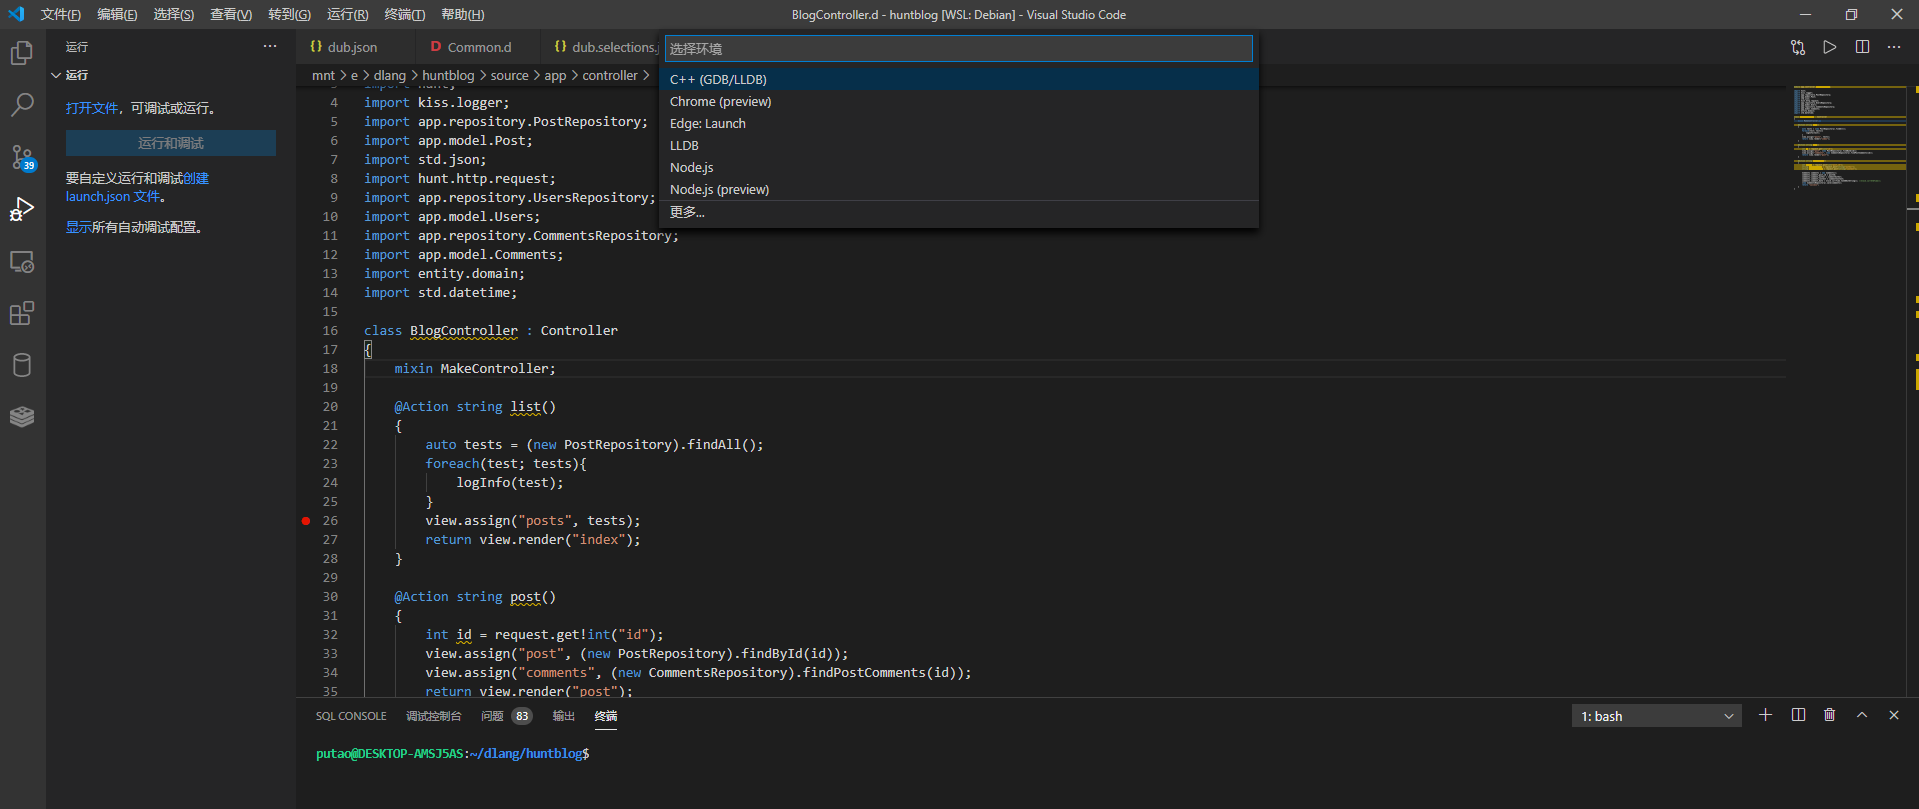 文件(F) 编辑(E) 选择(S) 查看(V) 转到(G) 运行(R) 终端(T) 帮助(H)
BlogController.d - huntblog [WSL: Debian] - Visual Studio Code
39
运行
运行
打开文件，可调试或运行。
运行和调试
要自定义运行和调试创建
launch.json 文件。
显示所有自动调试配置。
{} dub.json
D Common.d
{} dub.selections.j
选择环境
C++ (GDB/LLDB)
Chrome (preview)
Edge: Launch
LLDB
Node.js
Node.js (preview)
更多...
mnt > e > dlang > huntblog > source > app > controller >
3 import hunt;
4 import kiss.logger;
5 import app.repository.PostRepository;
6 import app.model.Post;
7 import std.json;
8 import hunt.http.request;
9 import app.repository.UsersRepository;
10 import app.model.Users;
11 import app.repository.CommentsRepository;
12 import app.model.Comments;
13 import entity.domain;
14 import std.datetime;
15
16 class BlogController : Controller
17 {
18     mixin MakeController;
19
20     @Action string list()
21     {
22         auto tests = (new PostRepository).findAll();
23         foreach(test; tests){
24             logInfo(test);
25         }
26         view.assign("posts", tests);
27         return view.render("index");
28     }
29
30     @Action string post()
31     {
32         int id = request.get!int("id");
33         view.assign("post", (new PostRepository).findById(id));
34         view.assign("comments", (new CommentsRepository).findPostComments(id));
35         return view.render("post");
SQL CONSOLE 调试控制台 问题 83 输出 终端
1: bash
putao@DESKTOP-AMSJ5AS:~/dlang/huntblog$